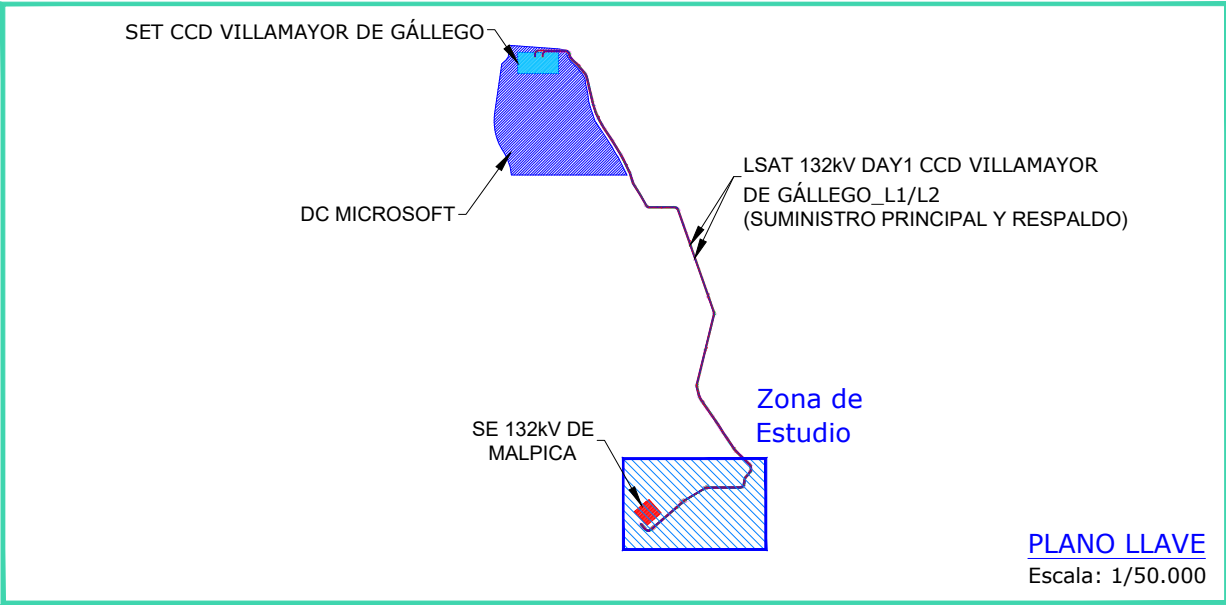 SET CCD VILLAMAYOR DE GÁLLEGO
DC MICROSOFT
LSAT 132kV DAY1 CCD VILLAMAYOR
DE GÁLLEGO_L1/L2
(SUMINISTRO PRINCIPAL Y RESPALDO)
Zona de
Estudio
SE 132kV DE
MALPICA
PLANO LLAVE
Escala: 1/50.000